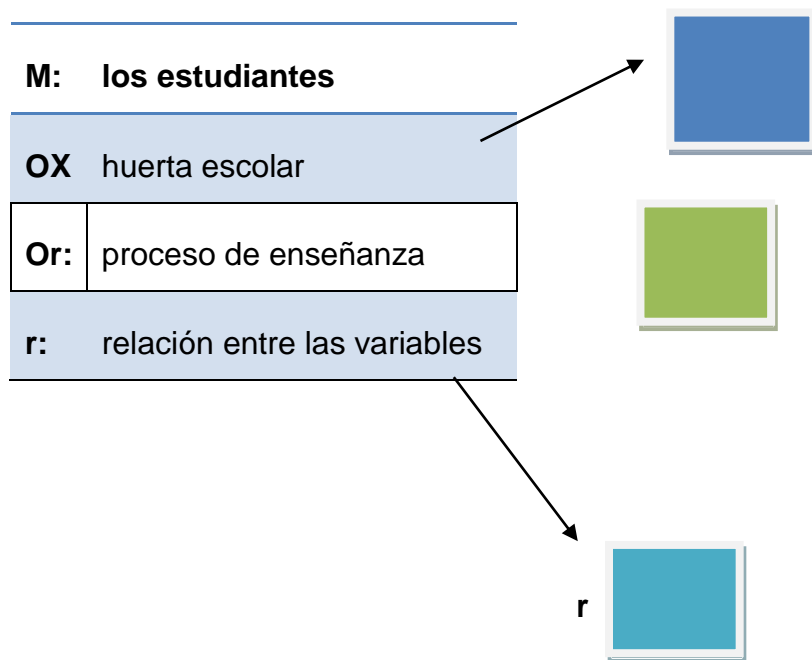 M: los estudiantes
OX huerta escolar
Or: proceso de enseñanza
r: relación entre las variables
r